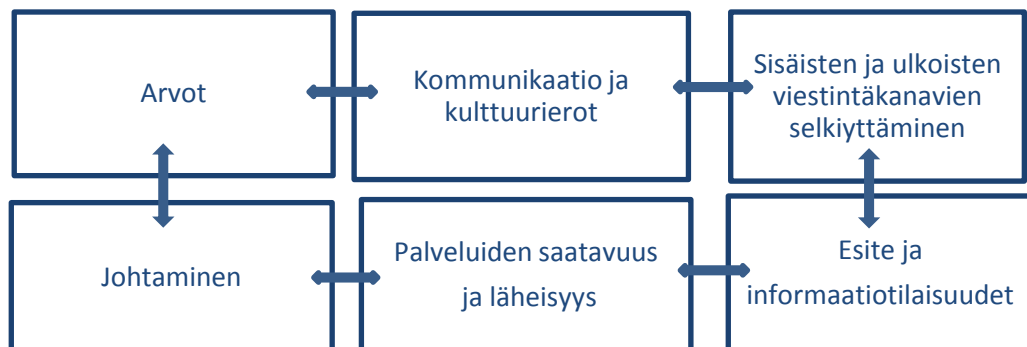 Arvot
Kommunikaatio ja
kulttuurierot
Sisäisten ja ulkoisten
viestintäkanavien
selkiyttäminen
Johtaminen
Palveluiden saatavuus
ja läheisyys
Esite ja
informaatiotilaisuudet